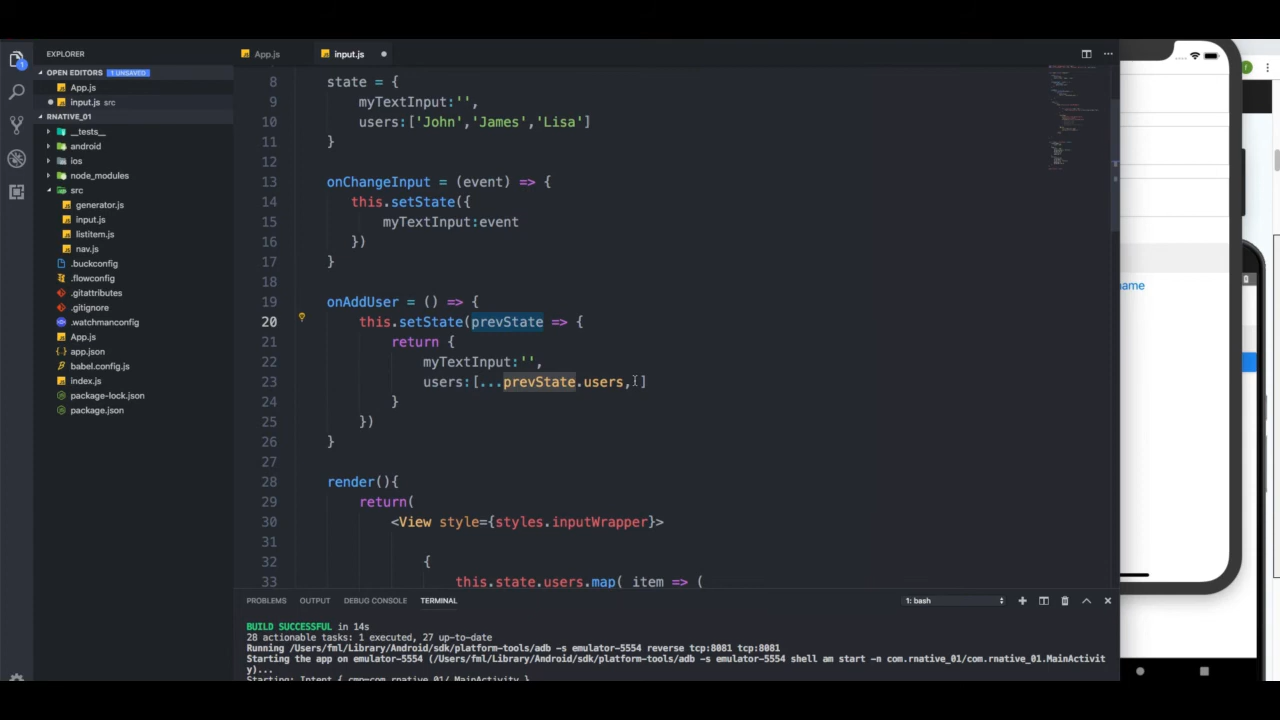 EXPLORER
OPEN EDITORS 1 UNSAVED
App.js
input.js src
RNATIVE_01
__tests__
android
ios
node_modules
src
generator.js
input.js
listitem.js
nav.js
.buckconfig
.flowconfig
.gitattributes
.gitignore
.watchmanconfig
App.js
app.json
babel.config.js
index.js
package-lock.json
package.json
App.js
input.js
8 state = {
9 myTextInput:'',
10 users:['John','James','Lisa']
11 }
12
13 onChangeInput = (event) => {
14 this.setState({
15 myTextInput:event
16 })
17 }
18
19 onAddUser = () => {
20 this.setState(prevState => {
21 return {
22 myTextInput:'',
23 users:[...prevState.users, ]
24 }
25 })
26 }
27
28 render(){
29 return(
30 <View style={styles.inputWrapper}>
31
32 {
33 this.state.users.map( item => (
PROBLEMS OUTPUT DEBUG CONSOLE TERMINAL 1: bash
BUILD SUCCESSFUL in 14s
28 actionable tasks: 1 executed, 27 up-to-date
Running /Users/fml/Library/Android/sdk/platform-tools/adb -s emulator-5554 reverse tcp:8081 tcp:8081
Starting the app on emulator-5554 (/Users/fml/Library/Android/sdk/platform-tools/adb -s emulator-5554 shell am start -n com.rnative_01/com.rnative_01.MainActivit
y)...
Starting: Intent { cmp=com.rnative_01/.MainActivity }
ame